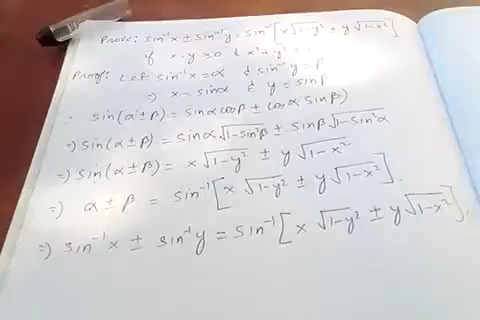 Prove: sin⁻¹x ± sin⁻¹y = sin⁻¹[x√1-y² ± y√1-x²]
if x, y ≥ 0 & x²+y² ≤ 1
Proof: Let sin⁻¹x = α & sin⁻¹y = β
⇒ x = sinα & y = sinβ
∴ sin(α±β) = sinα cosβ ± cosα sinβ)
⇒ sin(α±β) = sinα√1-sin²β ± sinβ√1-sin²α
⇒ sin(α±β) = x√1-y² ± y√1-x²
⇒ α±β = sin⁻¹[x√1-y² ± y√1-x²].
⇒ sin⁻¹x ± sin⁻¹y = sin⁻¹[x√1-y² ± y√1-x²].